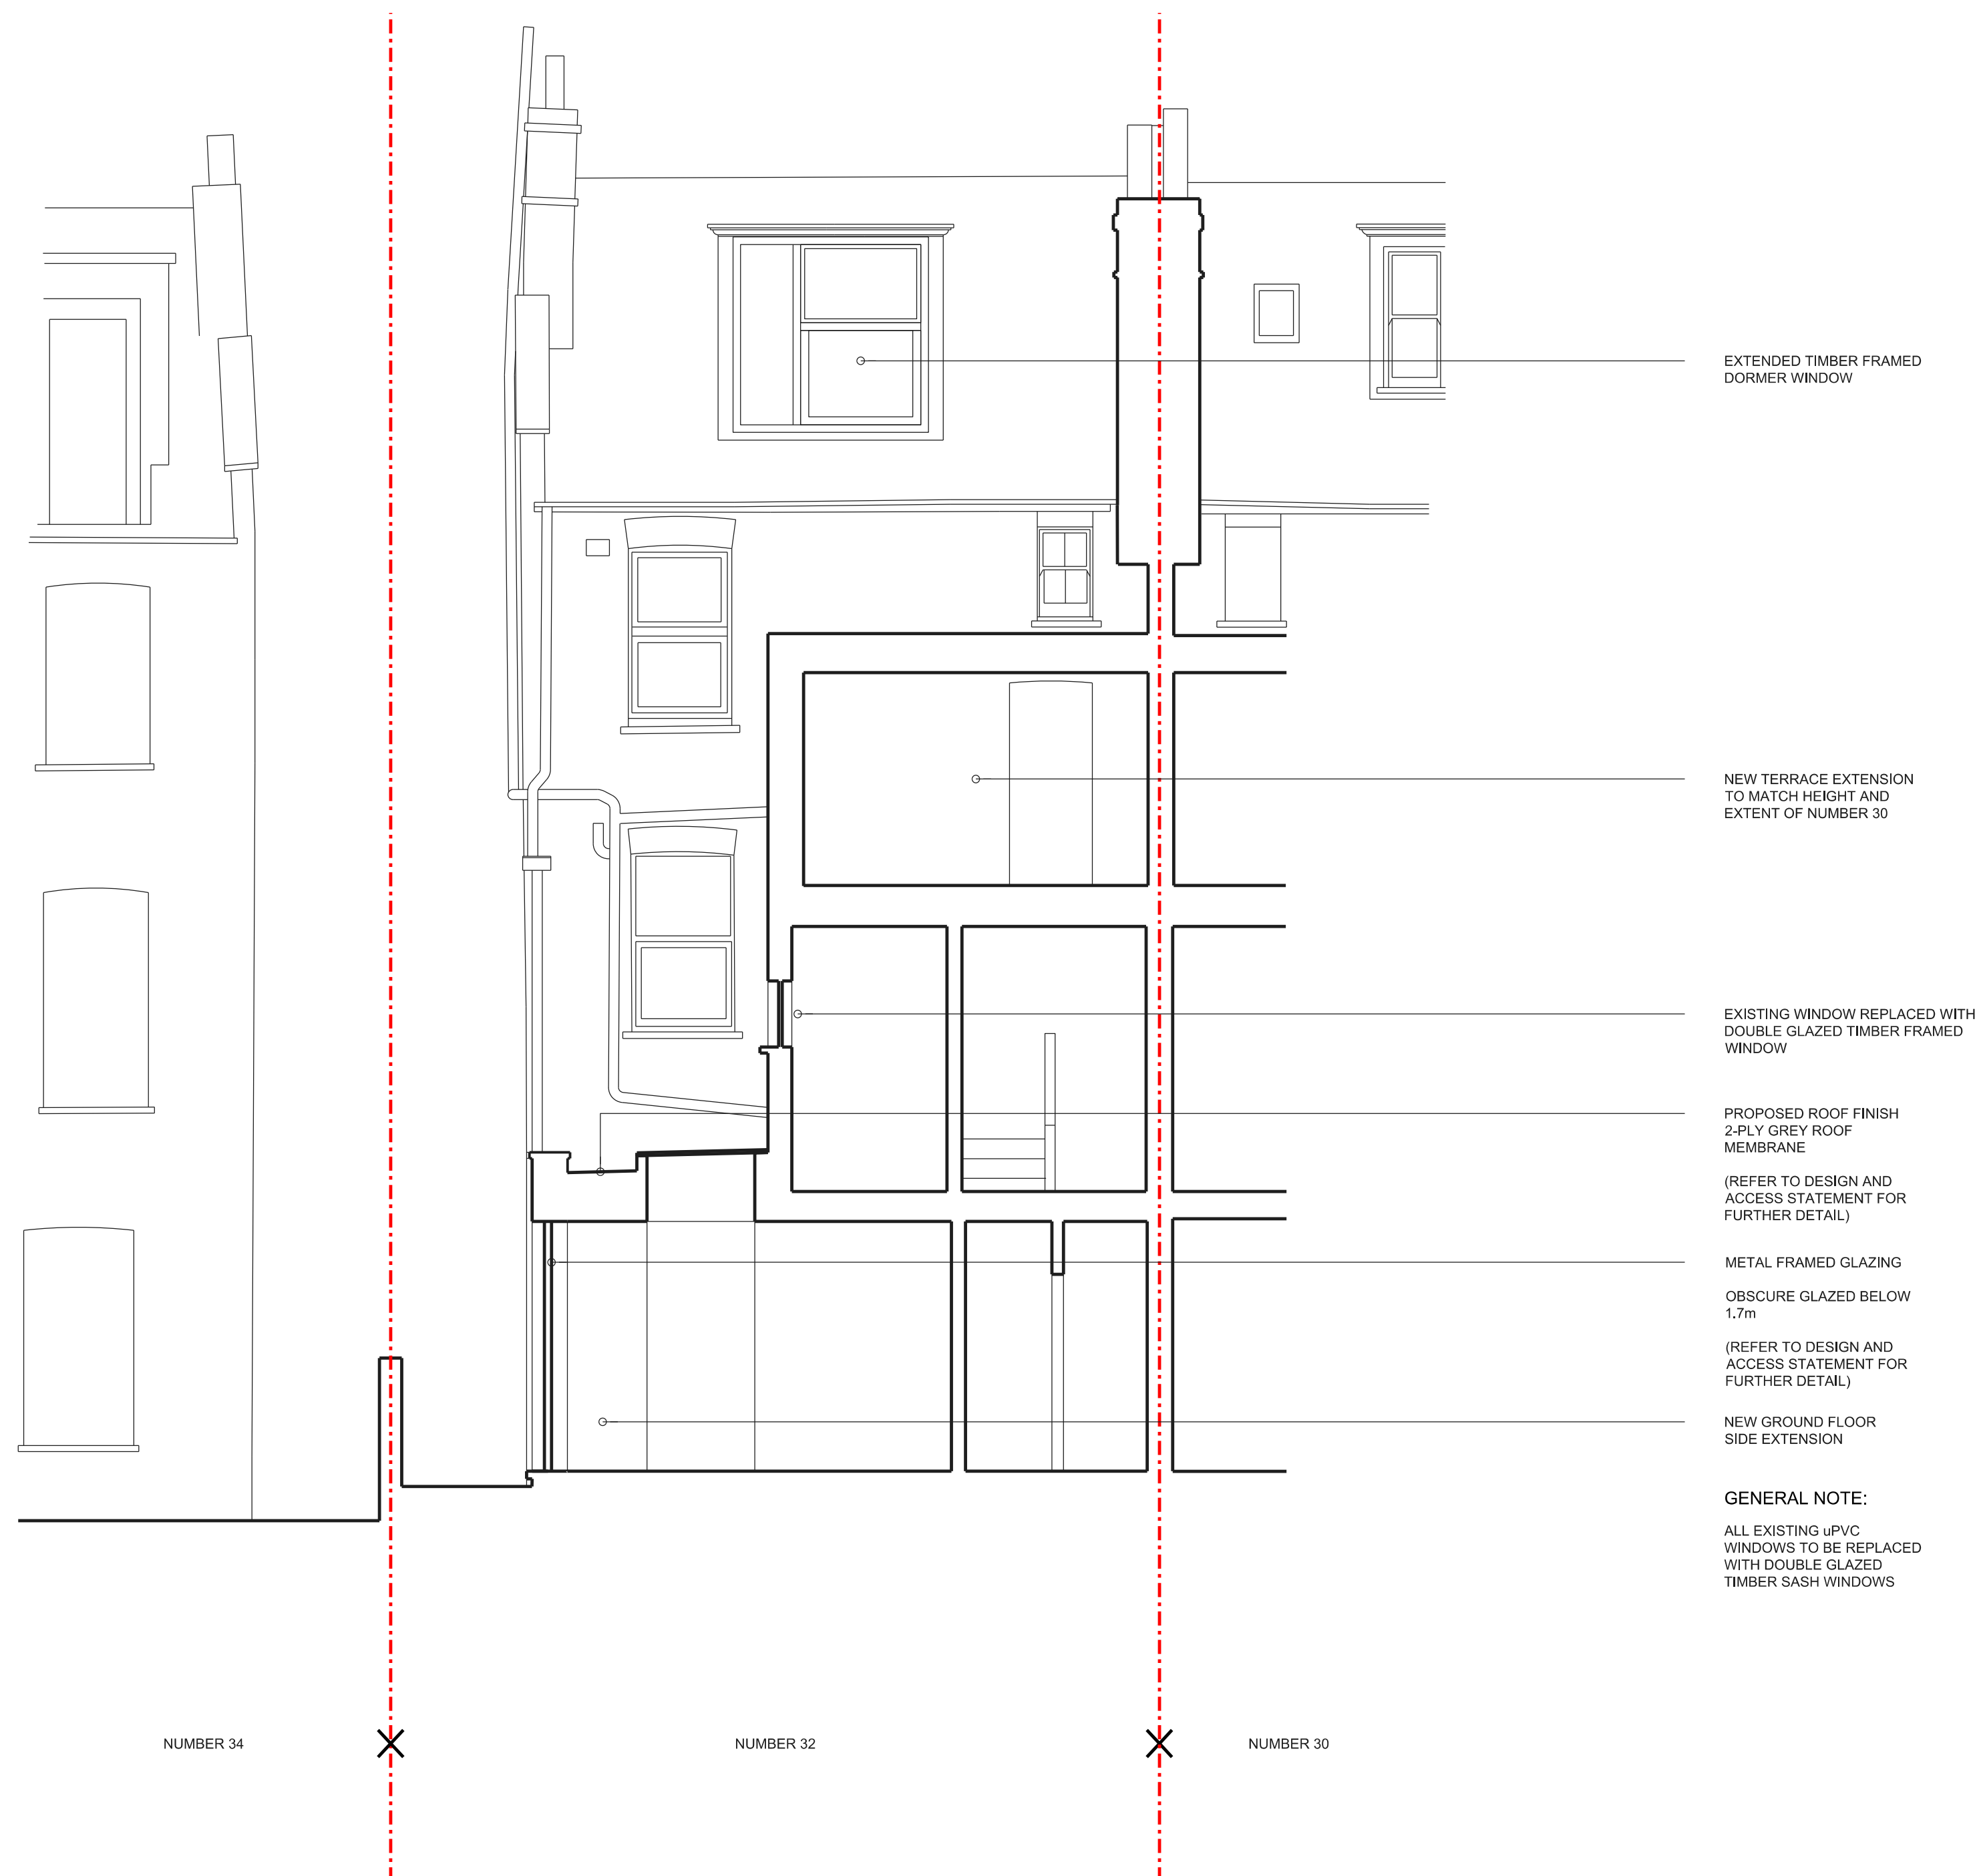 EXTENDED TIMBER FRAMED
DORMER WINDOW
NEW TERRACE EXTENSION
TO MATCH HEIGHT AND
EXTENT OF NUMBER 30
EXISTING WINDOW REPLACED WITH
DOUBLE GLAZED TIMBER FRAMED
WINDOW
PROPOSED ROOF FINISH
2-PLY GREY ROOF
MEMBRANE
(REFER TO DESIGN AND
ACCESS STATEMENT FOR
FURTHER DETAIL)
METAL FRAMED GLAZING
OBSCURE GLAZED BELOW
1.7m
(REFER TO DESIGN AND
ACCESS STATEMENT FOR
FURTHER DETAIL)
NEW GROUND FLOOR
SIDE EXTENSION
GENERAL NOTE:
ALL EXISTING uPVC
WINDOWS TO BE REPLACED
WITH DOUBLE GLAZED
TIMBER SASH WINDOWS
NUMBER 34
NUMBER 32
NUMBER 30